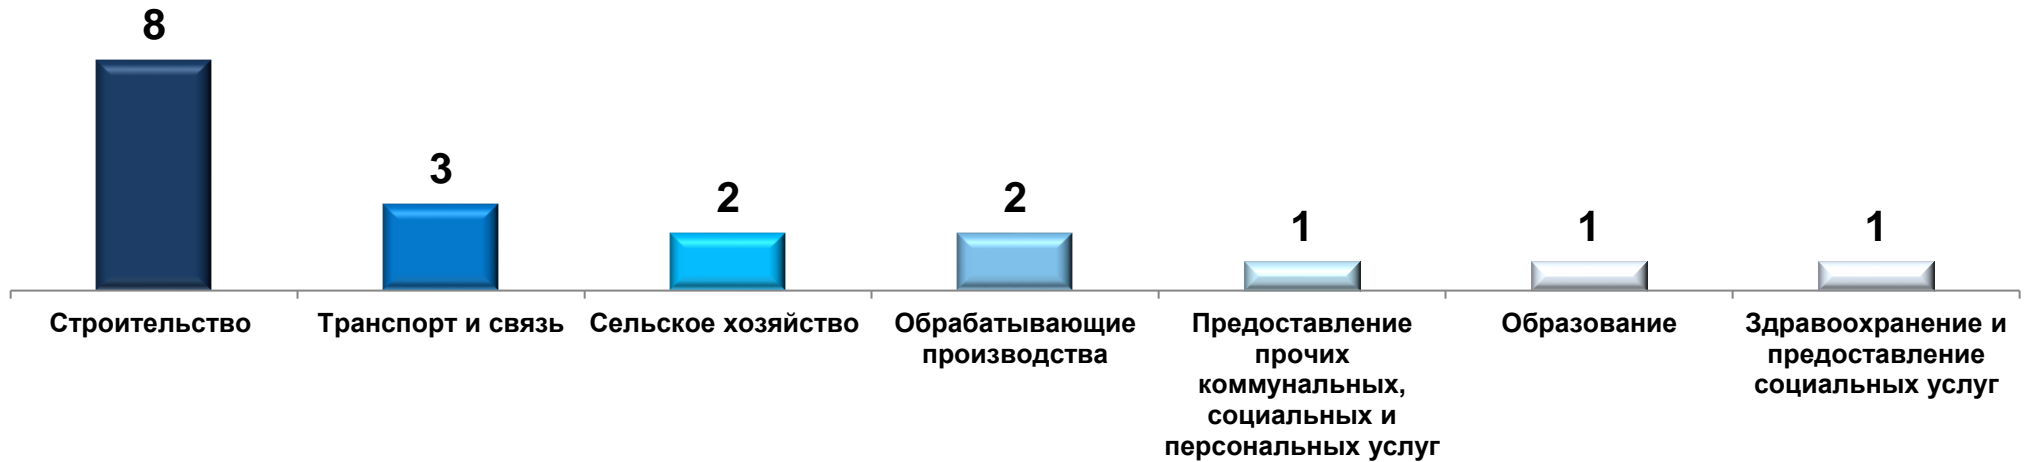 8
3
2
2
1
1
1
Строительство
Транспорт и связь
Сельское хозяйство
Обрабатывающие
производства
Предоставление
прочих
коммунальных,
социальных и
персональных услуг
Образование
Здравоохранение и
предоставление
социальных услуг